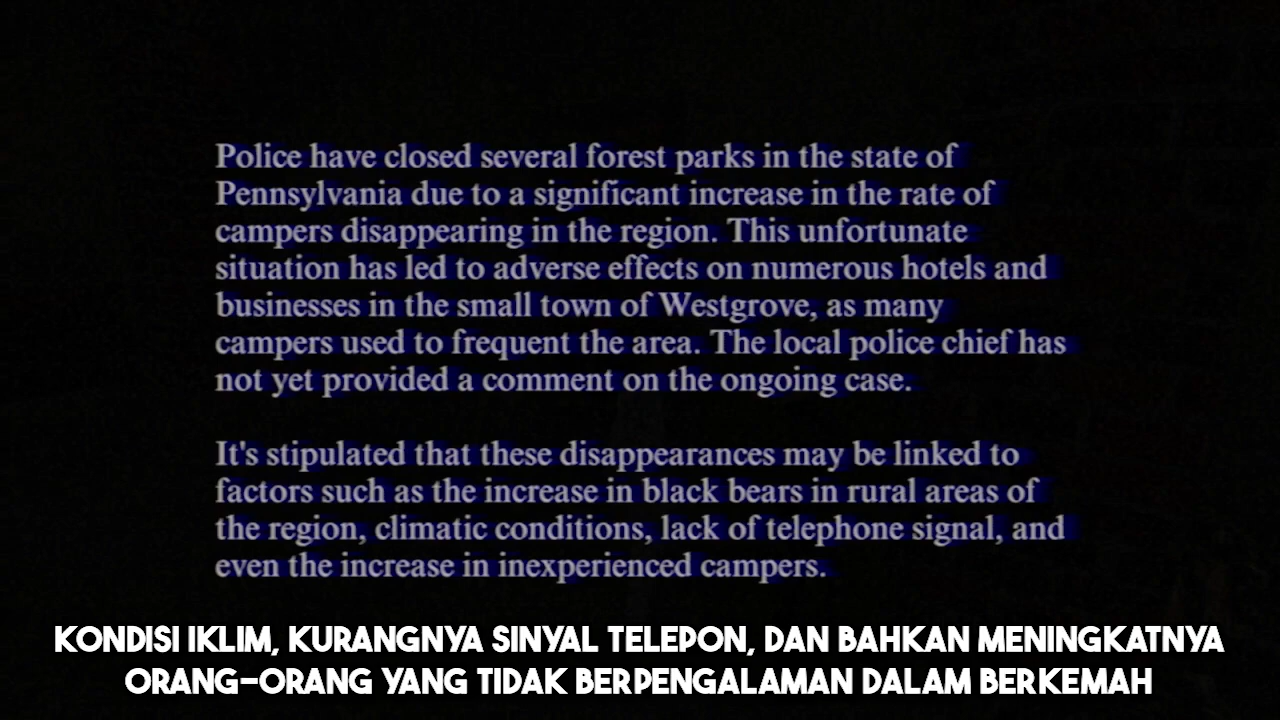 Police have closed several forest parks in the state of
Pennsylvania due to a significant increase in the rate of
campers disappearing in the region. This unfortunate
situation has led to adverse effects on numerous hotels and
businesses in the small town of Westgrove, as many
campers used to frequent the area. The local police chief has
not yet provided a comment on the ongoing case.
It's stipulated that these disappearances may be linked to
factors such as the increase in black bears in rural areas of
the region, climatic conditions, lack of telephone signal, and
even the increase in inexperienced campers.
KONDISI IKLIM, KURANGNYA SINYAL TELEPON, DAN BAHKAN MENINGKATNYA
ORANG-ORANG YANG TIDAK BERPENGALAMAN DALAM BERKEMAH